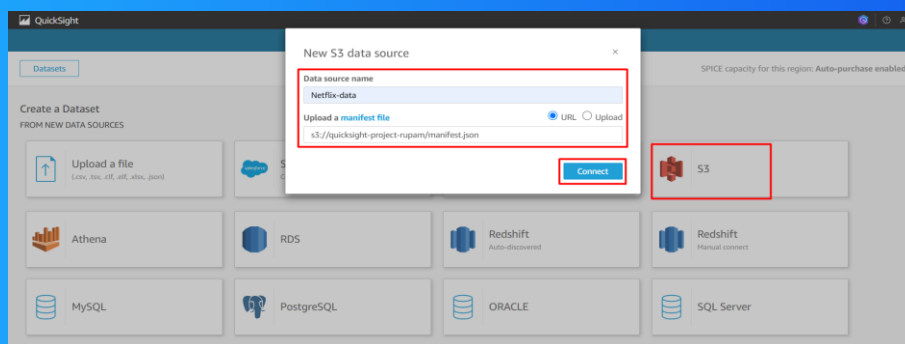 QuickSight
New S3 data source
×
Data source name
Netflix-data
Upload a manifest file
URL Upload
s3://quicksight-project-rupam/manifest.json
Connect
Datasets
SPICE capacity for this region: Auto-purchase enabled
Create a Dataset
FROM NEW DATA SOURCES
Upload a file
(.csv, .tsv, .clf, .elf, .xlsx, .json)
salesforce
S
S3
Athena
RDS
Redshift
Auto-discovered
Redshift
Manual connect
MySQL
PostgreSQL
ORACLE
SQL Server